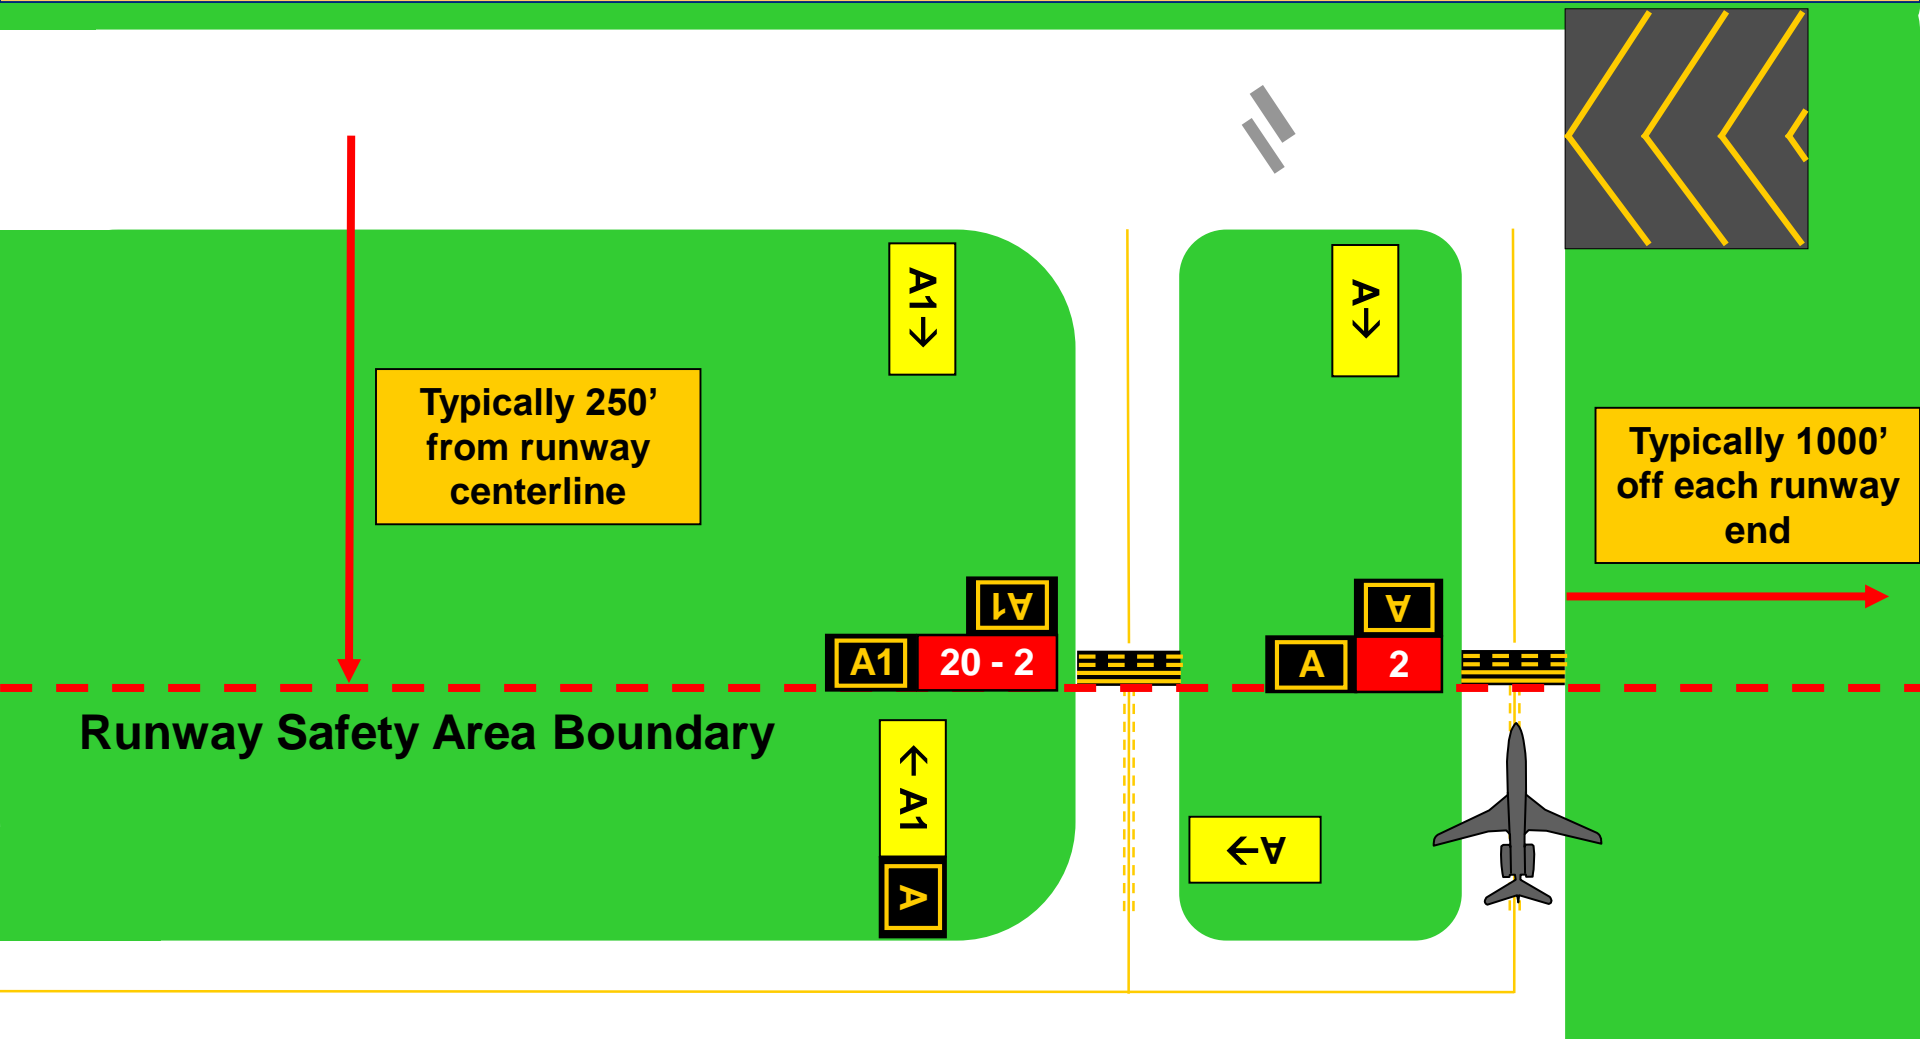 A1→
A→
Typically 250’
from runway
centerline
Typically 1000’
off each runway
end
A1
A
A1 20 - 2
A 2
Runway Safety Area Boundary
←A1
A
←A